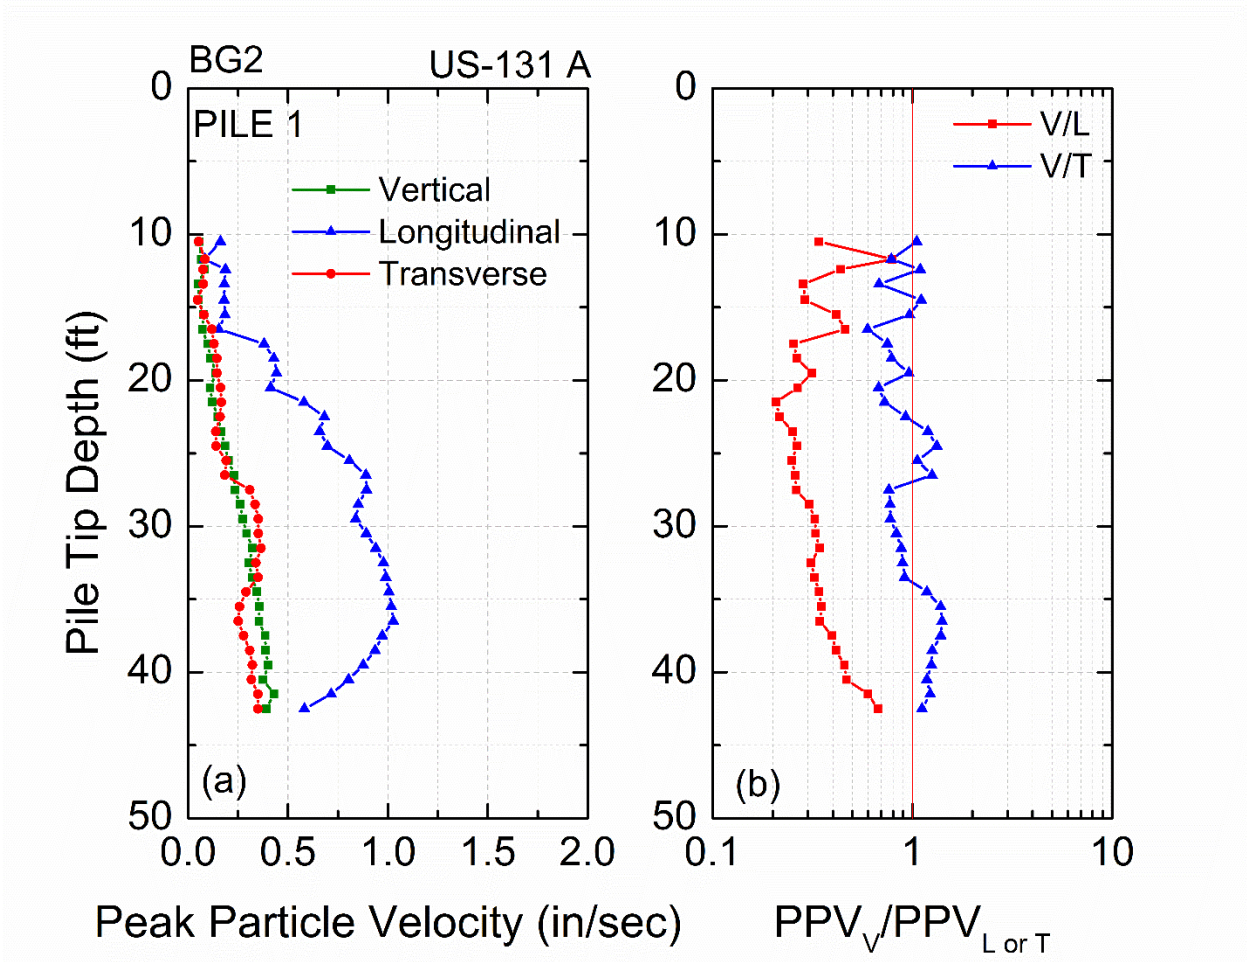 BG2 US-131 A
PILE 1
Vertical
Longitudinal
Transverse
0
10
20
30
40
50
Pile Tip Depth (ft)
(a)
0.0 0.5 1.0 1.5 2.0
Peak Particle Velocity (in/sec)
V/L
V/T
0
10
20
30
40
50
(b)
0.1 1 10
PPVV/PPVL or T